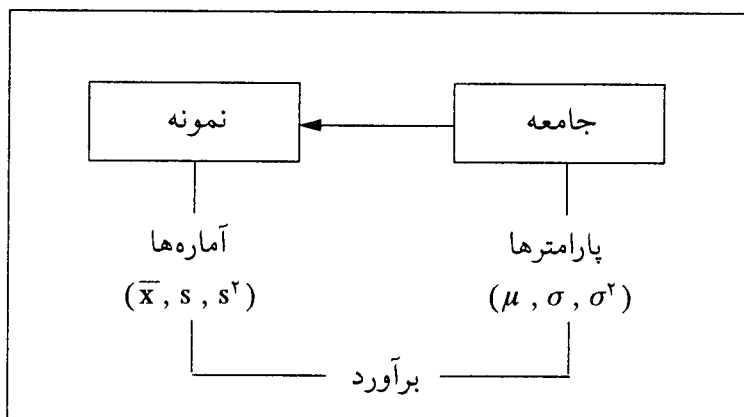 جامعه
نمونه
پارامترها
آماره‌ها
(μ , σ , σ²)
(x̅ , s , s²)
برآورد